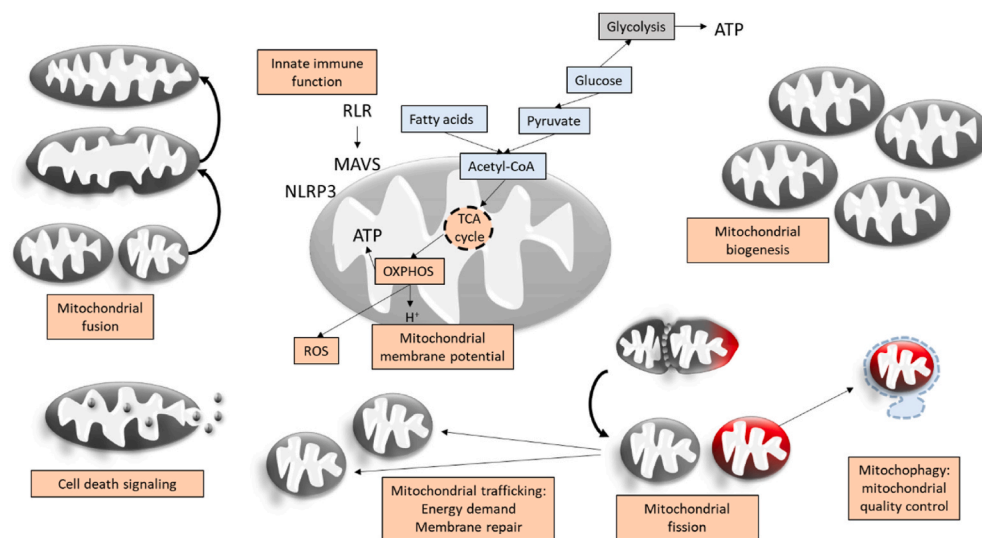 Glycolysis
ATP
Innate immune
function
Glucose
RLR
Fatty acids
Pyruvate
MAVS
Acetyl-CoA
NLRP3
TCA
cycle
ATP
OXPHOS
H⁺
ROS
Mitochondrial
membrane potential
Mitochondrial
fusion
Mitochondrial
biogenesis
Cell death signaling
Mitochondrial trafficking:
Energy demand
Membrane repair
Mitochondrial
fission
Mitophagy:
mitochondrial
quality control